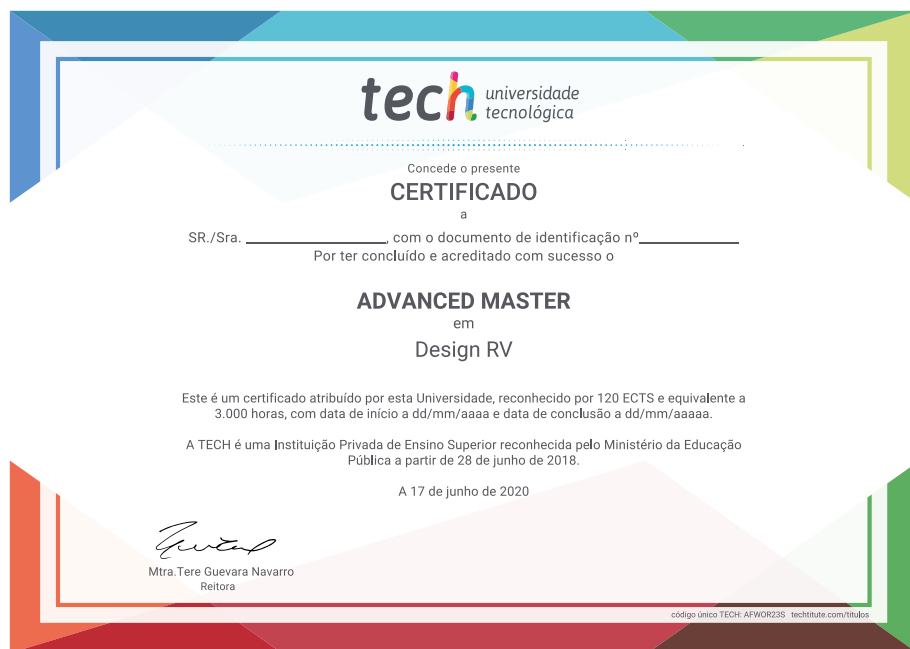 tech universidade
tecnológica
Concede o presente
CERTIFICADO
a
SR./Sra. ____________________, com o documento de identificação nº______________
Por ter concluído e acreditado com sucesso o
ADVANCED MASTER
em
Design RV
Este é um certificado atribuído por esta Universidade, reconhecido por 120 ECTS e equivalente a
3.000 horas, com data de início a dd/mm/aaaa e data de conclusão a dd/mm/aaaaa.
A TECH é uma Instituição Privada de Ensino Superior reconhecida pelo Ministério da Educação
Pública a partir de 28 de junho de 2018.
A 17 de junho de 2020
Mtra.Tere Guevara Navarro
Reitora
código único TECH: AFWOR23S techtitute.com/titulos